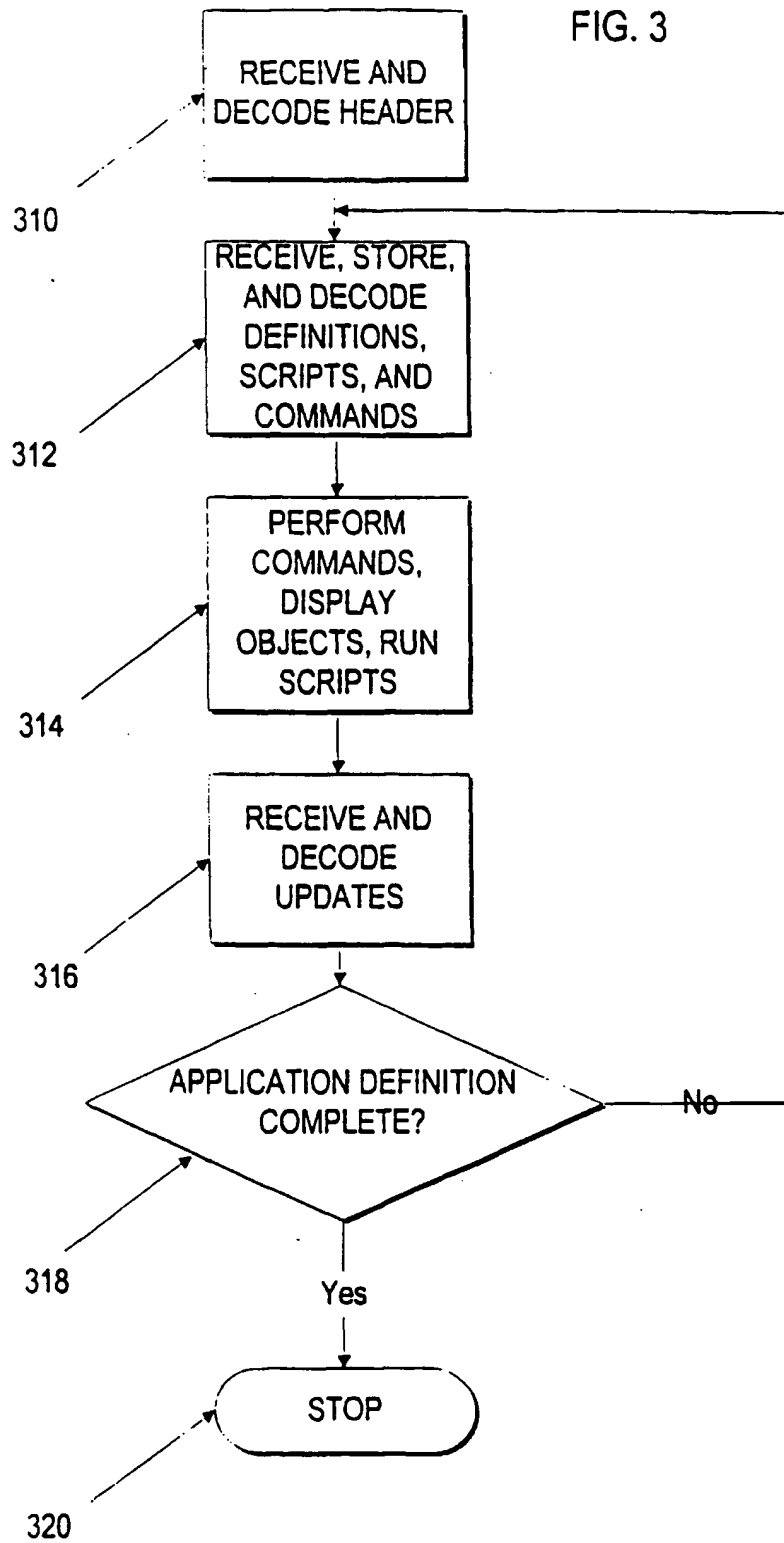 FIG. 3
RECEIVE AND
DECODE HEADER
310
RECEIVE, STORE,
AND DECODE
DEFINITIONS,
SCRIPTS, AND
COMMANDS
312
PERFORM
COMMANDS,
DISPLAY
OBJECTS, RUN
SCRIPTS
314
RECEIVE AND
DECODE
UPDATES
316
APPLICATION DEFINITION
COMPLETE?
No
318
Yes
STOP
320